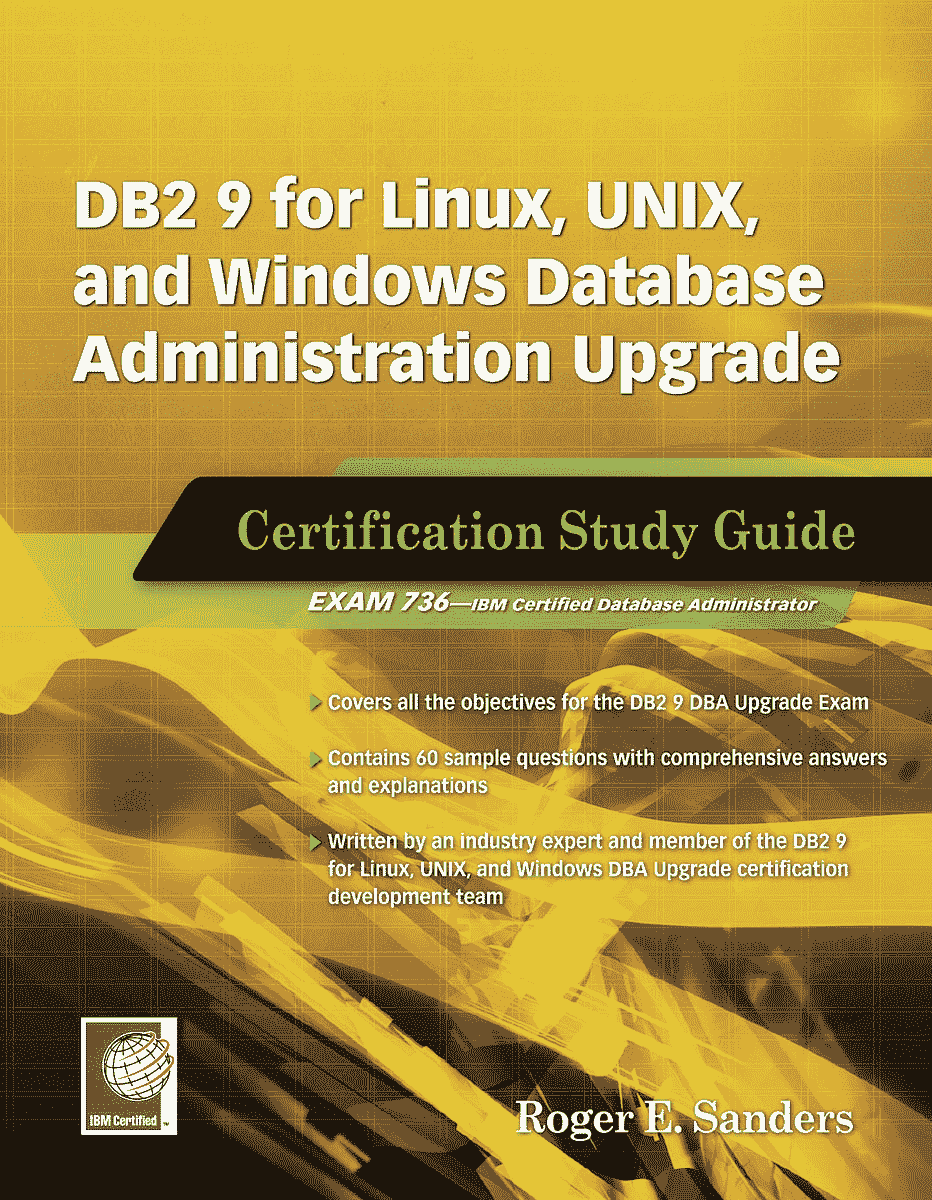 DB2 9 for Linux, UNIX,
and Windows Database
Administration Upgrade
Certification Study Guide
EXAM 736—IBM Certified Database Administrator
Covers all the objectives for the DB2 9 DBA Upgrade Exam
Contains 60 sample questions with comprehensive answers
and explanations
Written by an industry expert and member of the DB2 9
for Linux, UNIX, and Windows DBA Upgrade certification
development team
IBM Certified ™
Roger E. Sanders